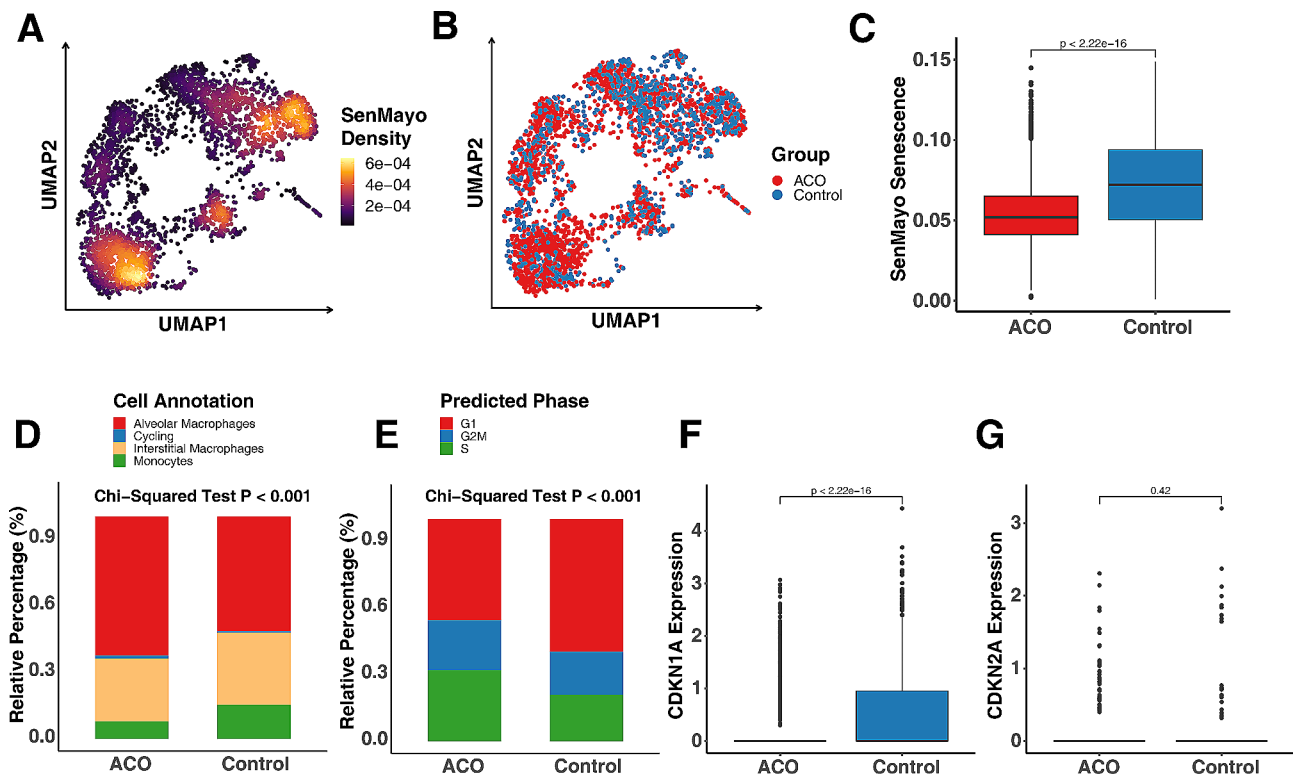 A
UMAP2
UMAP1
SenMayo
Density
6e−04
4e−04
2e−04
B
UMAP2
UMAP1
Group
ACO
Control
C
SenMayo Senescence
0.15
0.10
0.05
0.00
p < 2.22e−16
ACO
Control
D
Cell Annotation
Alveolar Macrophages
Cycling
Interstitial Macrophages
Monocytes
Chi−Squared Test P < 0.001
Relative Percentage (%)
0.9
0.6
0.3
0.0
ACO
Control
E
Predicted Phase
G1
G2M
S
Chi−Squared Test P < 0.001
Relative Percentage (%)
0.9
0.6
0.3
0.0
ACO
Control
F
p < 2.22e−16
CDKN1A Expression
4
3
2
1
0
ACO
Control
G
0.42
CDKN2A Expression
3
2
1
0
ACO
Control